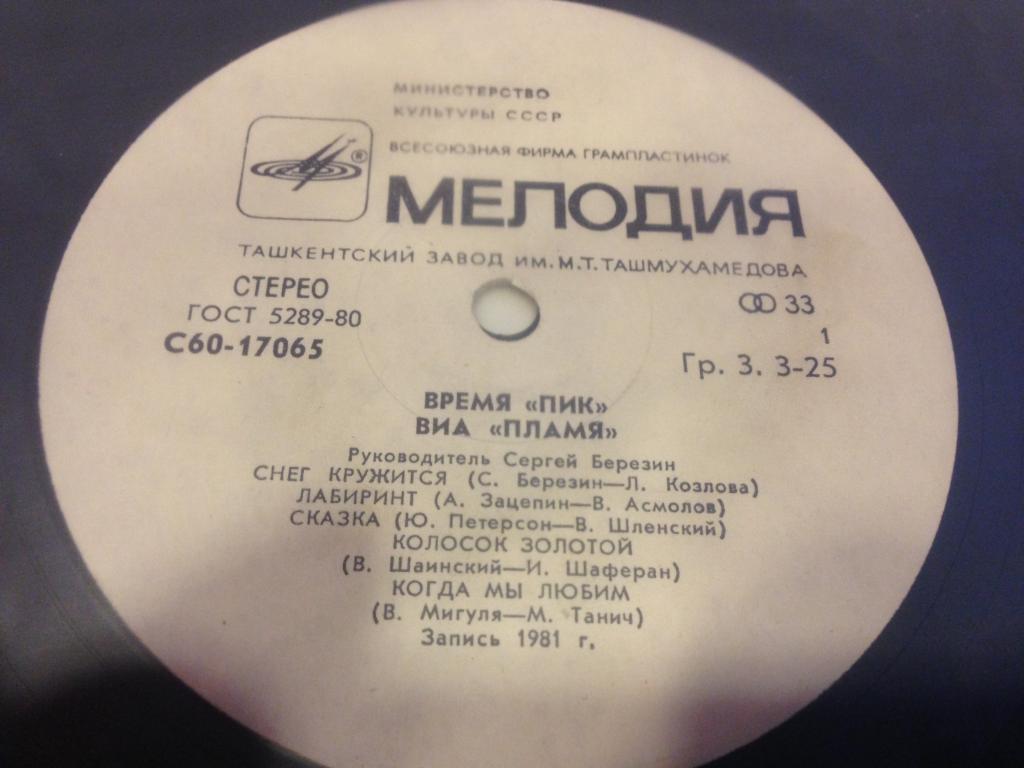 МИНИСТЕРСТВО
КУЛЬТУРЫ СССР
ВСЕСОЮЗНАЯ ФИРМА ГРАМПЛАСТИНОК
®
МЕЛОДИЯ
ТАШКЕНТСКИЙ ЗАВОД ИМ. М.Т. ТАШМУХАМЕДОВА
СТЕРЕО
33
ГОСТ 5289-80
1
С60-17065
Гр. 3. 3-25
ВРЕМЯ «ПИК»
ВИА «ПЛАМЯ»
Руководитель Сергей Березин
СНЕГ КРУЖИТСЯ (С. Березин—Л. Козлова)
ЛАБИРИНТ (А. Зацепин—В. Асмолов)
СКАЗКА (Ю. Петерсон—В. Шленский)
КОЛОСОК ЗОЛОТОЙ
(В. Шаинский—И. Шаферан)
КОГДА МЫ ЛЮБИМ
(В. Мигуля—М. Танич)
Запись 1981 г.